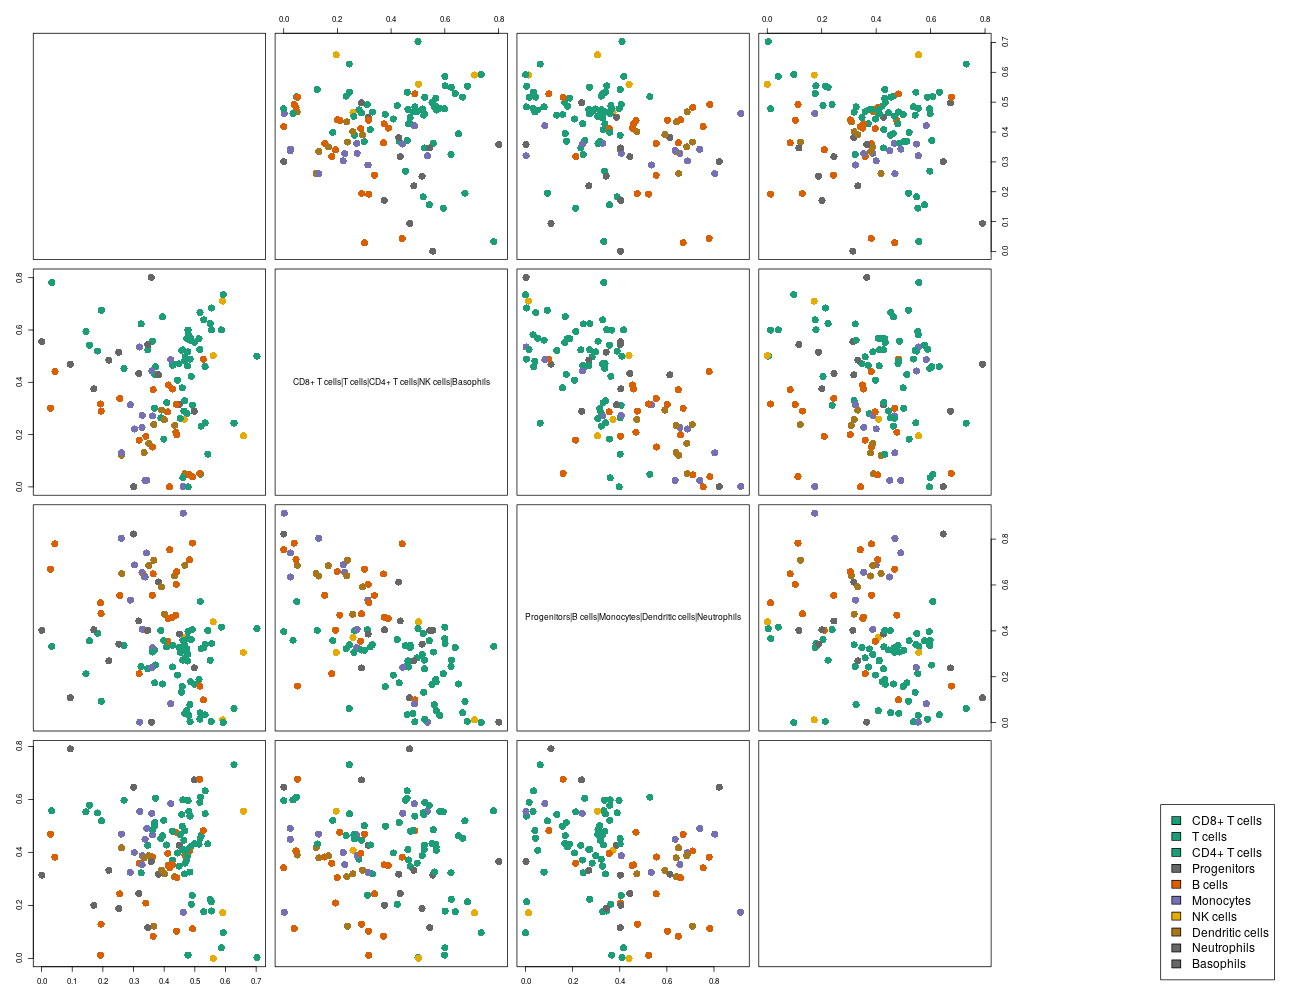 0.0 0.2 0.4 0.6 0.8
0.0 0.2 0.4 0.6 0.8
0.0 0.1 0.2 0.3 0.4 0.5 0.6 0.7
0.0 0.2 0.4 0.6 0.8
CD8+ T cells|T cells|CD4+ T cells|NK cells|Basophils
Progenitors|B cells|Monocytes|Dendritic cells|Neutrophils
0.0 0.2 0.4 0.6 0.8
0.0 0.2 0.4 0.6 0.8
0.0 0.1 0.2 0.3 0.4 0.5 0.6 0.7
0.0 0.2 0.4 0.6 0.8
CD8+ T cells
T cells
CD4+ T cells
Progenitors
B cells
Monocytes
NK cells
Dendritic cells
Neutrophils
Basophils